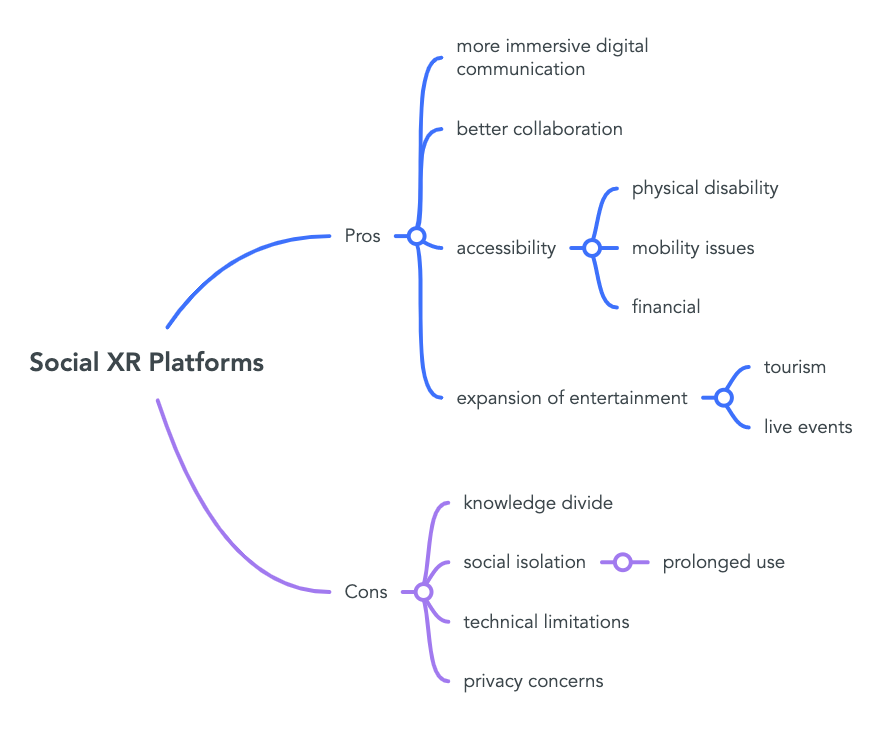 Social XR Platforms
Pros
more immersive digital
communication
better collaboration
accessibility
physical disability
mobility issues
financial
expansion of entertainment
tourism
live events
Cons
knowledge divide
social isolation
prolonged use
technical limitations
privacy concerns